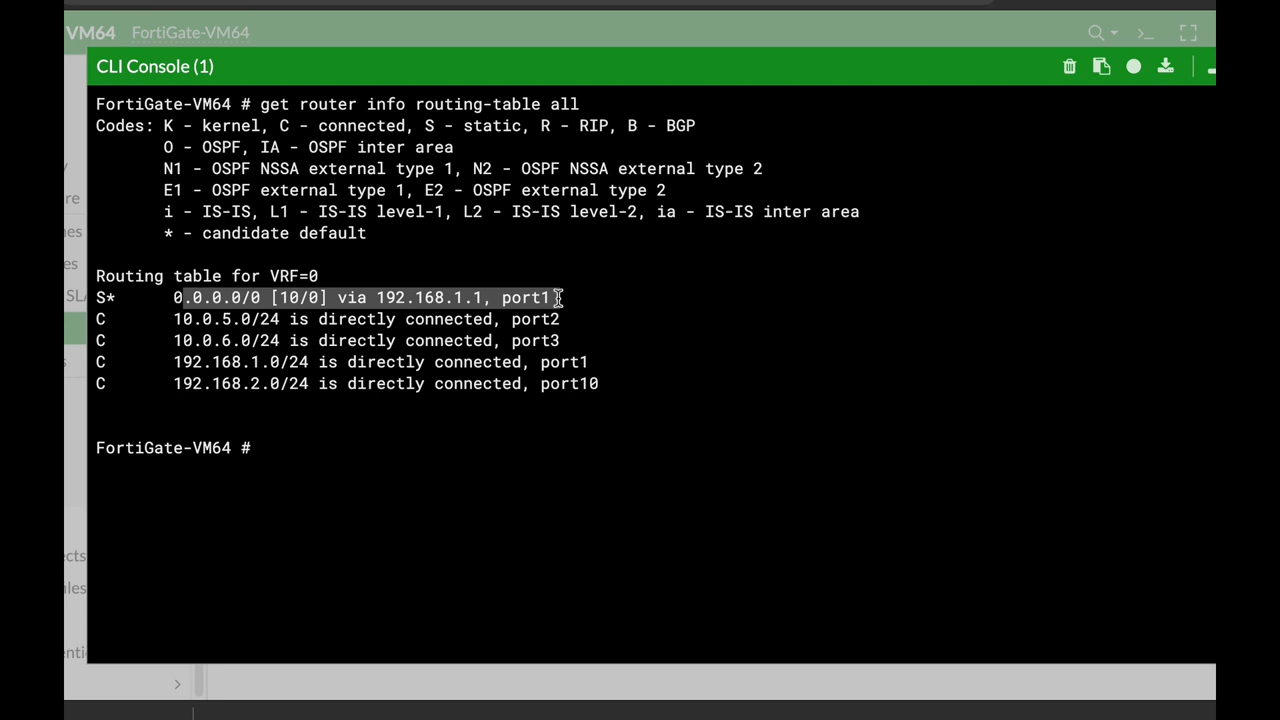 VM64 FortiGate-VM64
CLI Console (1)
FortiGate-VM64 # get router info routing-table all
Codes: K - kernel, C - connected, S - static, R - RIP, B - BGP
O - OSPF, IA - OSPF inter area
N1 - OSPF NSSA external type 1, N2 - OSPF NSSA external type 2
E1 - OSPF external type 1, E2 - OSPF external type 2
i - IS-IS, L1 - IS-IS level-1, L2 - IS-IS level-2, ia - IS-IS inter area
* - candidate default
Routing table for VRF=0
S* 0.0.0.0/0 [10/0] via 192.168.1.1, port1
C 10.0.5.0/24 is directly connected, port2
C 10.0.6.0/24 is directly connected, port3
C 192.168.1.0/24 is directly connected, port1
C 192.168.2.0/24 is directly connected, port10
FortiGate-VM64 #